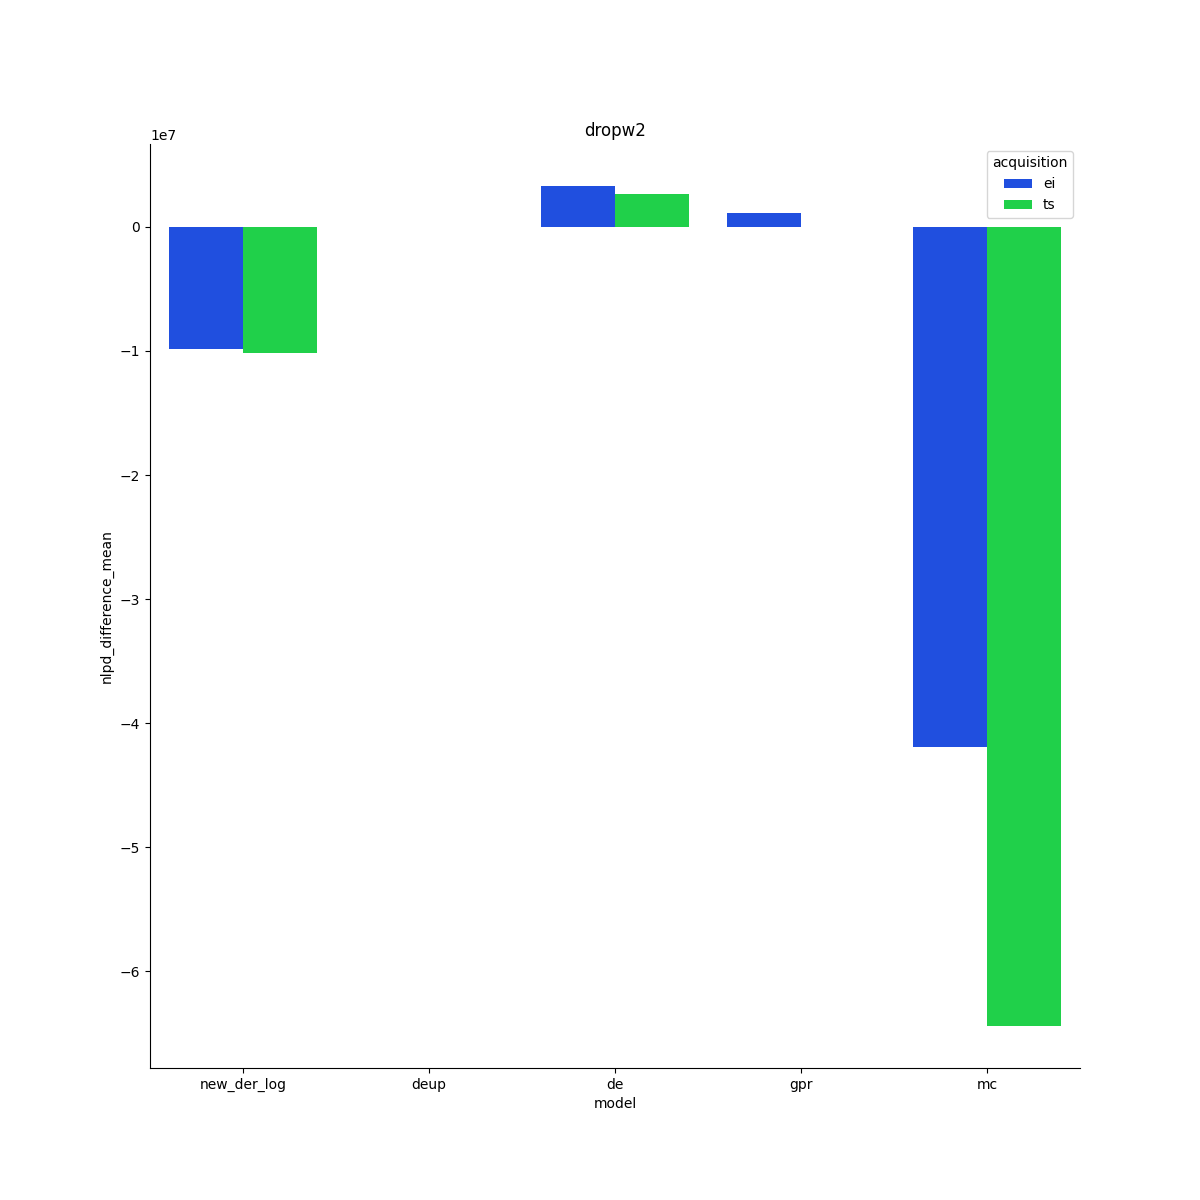 dropw2
1e7
acquisition
ei
ts
0
−1
−2
−3
−4
−5
−6
nlpd_difference_mean
new_der_log deup de gpr mc
model